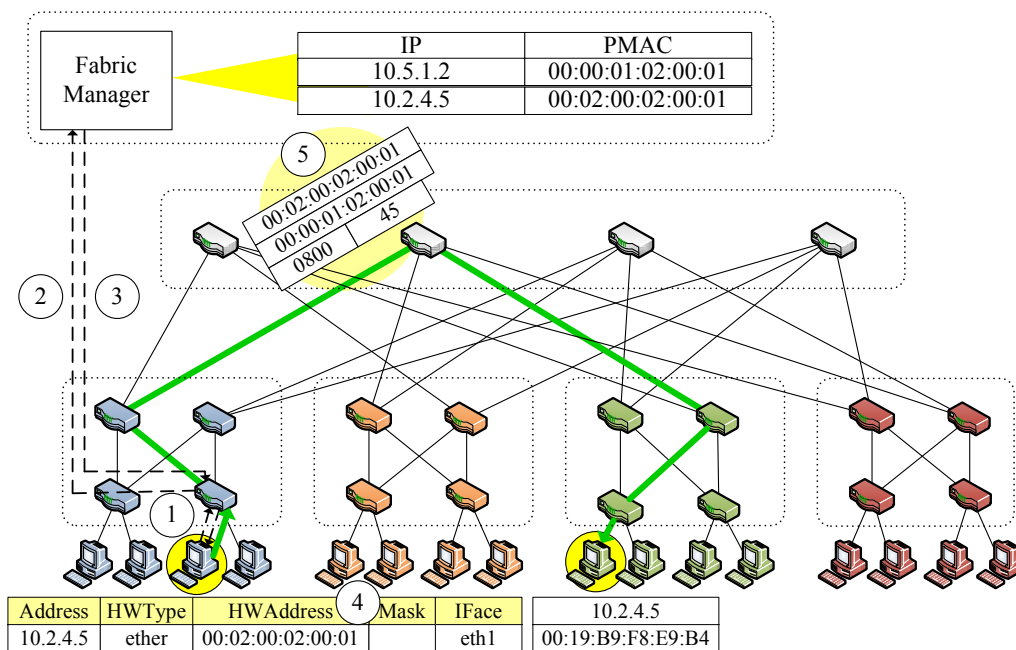 Fabric
Manager
IP PMAC
10.5.1.2 00:00:01:02:00:01
10.2.4.5 00:02:00:02:00:01
5
00:02:00:02:00:01
00:00:01:02:00:01
0800 45
2
3
1
4
Address HWType HWAddress Mask IFace
10.2.4.5 ether 00:02:00:02:00:01 eth1
10.2.4.5
00:19:B9:F8:E9:B4